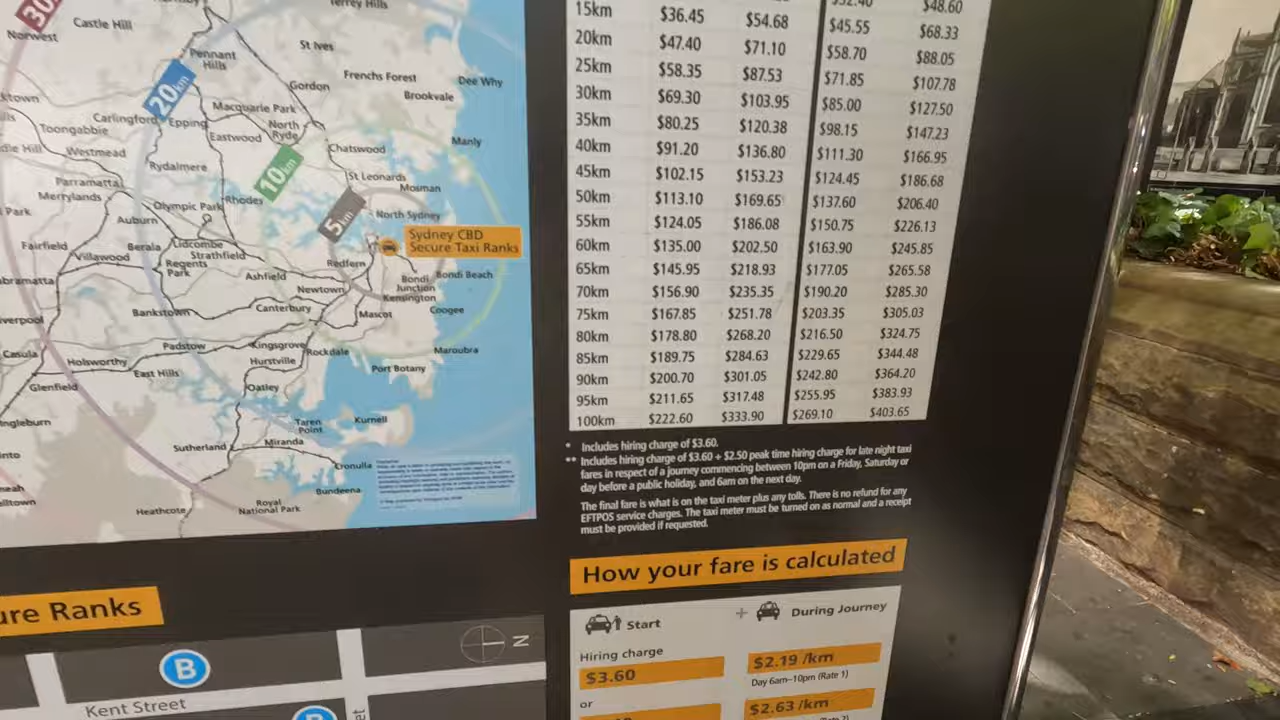 30
Terrey Hills
Castle Hill
Norwest
St Ives
Pennant
Hills
Gordon
Frenchs Forest
Dee Why
Brookvale
20km
Macquarie Park
Carlingford
Epping
North
Ryde
Toongabbie
Eastwood
Manly
Westmead
Chatswood
Rydalmere
10km
St Leonards
Parramatta
Mosman
Merrylands
Rhodes
Olympic Park
5km
North Sydney
Auburn
Sydney CBD
Secure Taxi Ranks
Fairfield
Berala
Lidcombe
Strathfield
Villawood
Regents
Park
Redfern
Ashfield
Bondi
Junction
Bondi Beach
Newtown
Kensington
Bankstown
Canterbury
Mascot
Coogee
Padstow
Kingsgrove
Casula
Holsworthy
Rockdale
Maroubra
Hurstville
East Hills
Port Botany
Glenfield
Oatley
Taren
Point
Kurnell
Sutherland
Miranda
Cronulla
Bundeena
Royal
National Park
Heathcote
$48.60
15km $36.45 $54.68 $45.55 $68.33
20km $47.40 $71.10 $58.70 $88.05
25km $58.35 $87.53 $71.85 $107.78
30km $69.30 $103.95 $85.00 $127.50
35km $80.25 $120.38 $98.15 $147.23
40km $91.20 $136.80 $111.30 $166.95
45km $102.15 $153.23 $124.45 $186.68
50km $113.10 $169.65 $137.60 $206.40
55km $124.05 $186.08 $150.75 $226.13
60km $135.00 $202.50 $163.90 $245.85
65km $145.95 $218.93 $177.05 $265.58
70km $156.90 $235.35 $190.20 $285.30
75km $167.85 $251.78 $203.35 $305.03
80km $178.80 $268.20 $216.50 $324.75
85km $189.75 $284.63 $229.65 $344.48
90km $200.70 $301.05 $242.80 $364.20
95km $211.65 $317.48 $255.95 $383.93
100km $222.60 $333.90 $269.10 $403.65
* Includes hiring charge of $3.60.
** Includes hiring charge of $3.60 + $2.50 peak time hiring charge for late night taxi
fares in respect of a journey commencing between 10pm on a Friday, Saturday or
day before a public holiday, and 6am on the next day.
The final fare is what is on the taxi meter plus any tolls. There is no refund for any
EFTPOS service charges. The taxi meter must be turned on as normal and a receipt
must be provided if requested.
How your fare is calculated
Start + During Journey
Hiring charge
$3.60
or
$2.19 /km
Day 6am–10pm (Rate 1)
$2.63 /km
Ranks
N
B
Kent Street
B